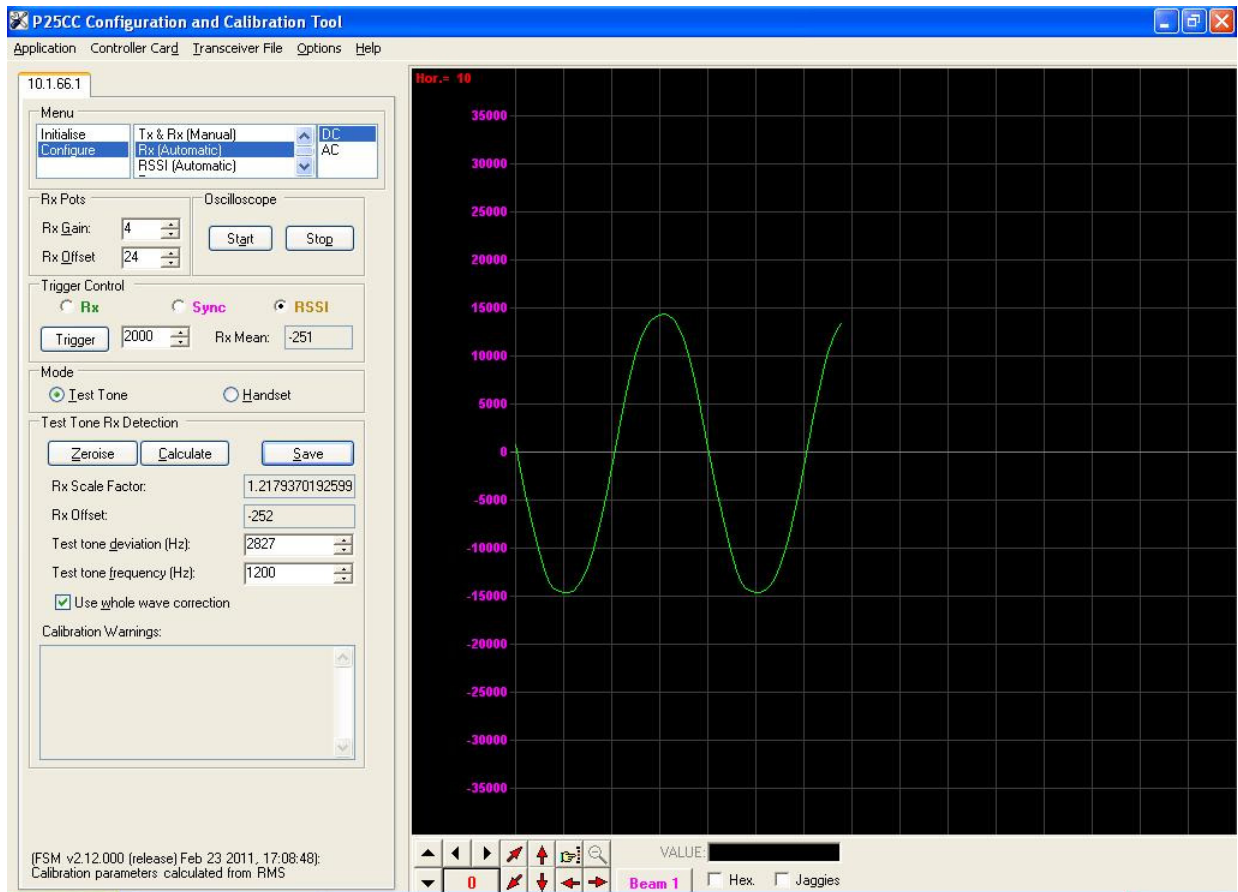 P25CC Configuration and Calibration Tool
Application Controller Card Transceiver File Options Help
10.1.66.1
Menu
Initialise
Configure
Tx & Rx (Manual)
Rx (Automatic)
RSSI (Automatic)
DC
AC
Rx Pots
Rx Gain: 4
Rx Offset 24
Oscilloscope
Start Stop
Trigger Control
Rx Sync RSSI
Trigger 2000 Rx Mean: -251
Mode
Test Tone Handset
Test Tone Rx Detection
Zeroise Calculate Save
Rx Scale Factor: 1.2179370192599
Rx Offset: -252
Test tone deviation (Hz): 2827
Test tone frequency (Hz): 1200
Use whole wave correction
Calibration Warnings:
(FSM v2.12.000 (release) Feb 23 2011, 17:08:48):
Calibration parameters calculated from RMS
Hor.= 10
35000
30000
25000
20000
15000
10000
5000
0
-5000
-10000
-15000
-20000
-25000
-30000
-35000
VALUE:
0 Beam 1 Hex. Jaggies